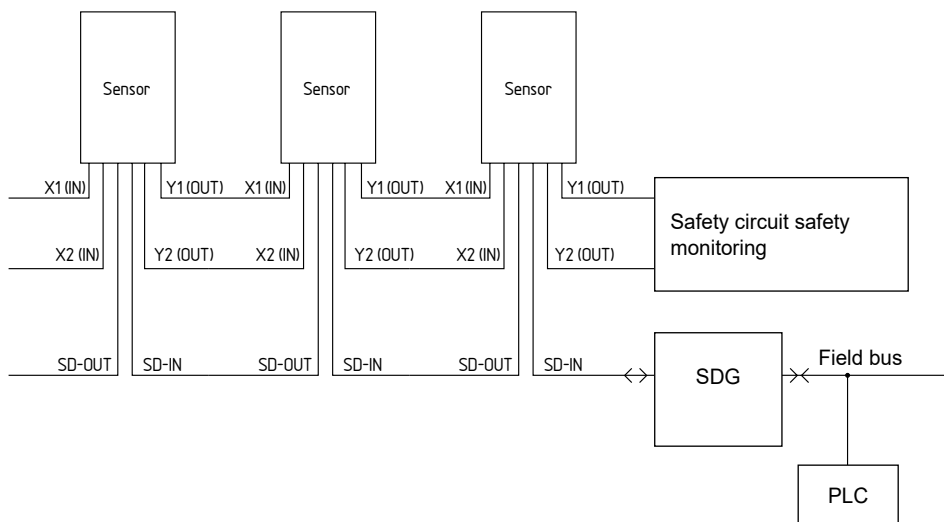 Sensor Sensor Sensor
X1 (IN) Y1 (OUT) X1 (IN) Y1 (OUT) X1 (IN) Y1 (OUT)
Safety circuit safety
monitoring
X2 (IN) Y2 (OUT) X2 (IN) Y2 (OUT) X2 (IN) Y2 (OUT)
SD-OUT SD-IN SD-OUT SD-IN SD-OUT SD-IN
SDG
Field bus
PLC